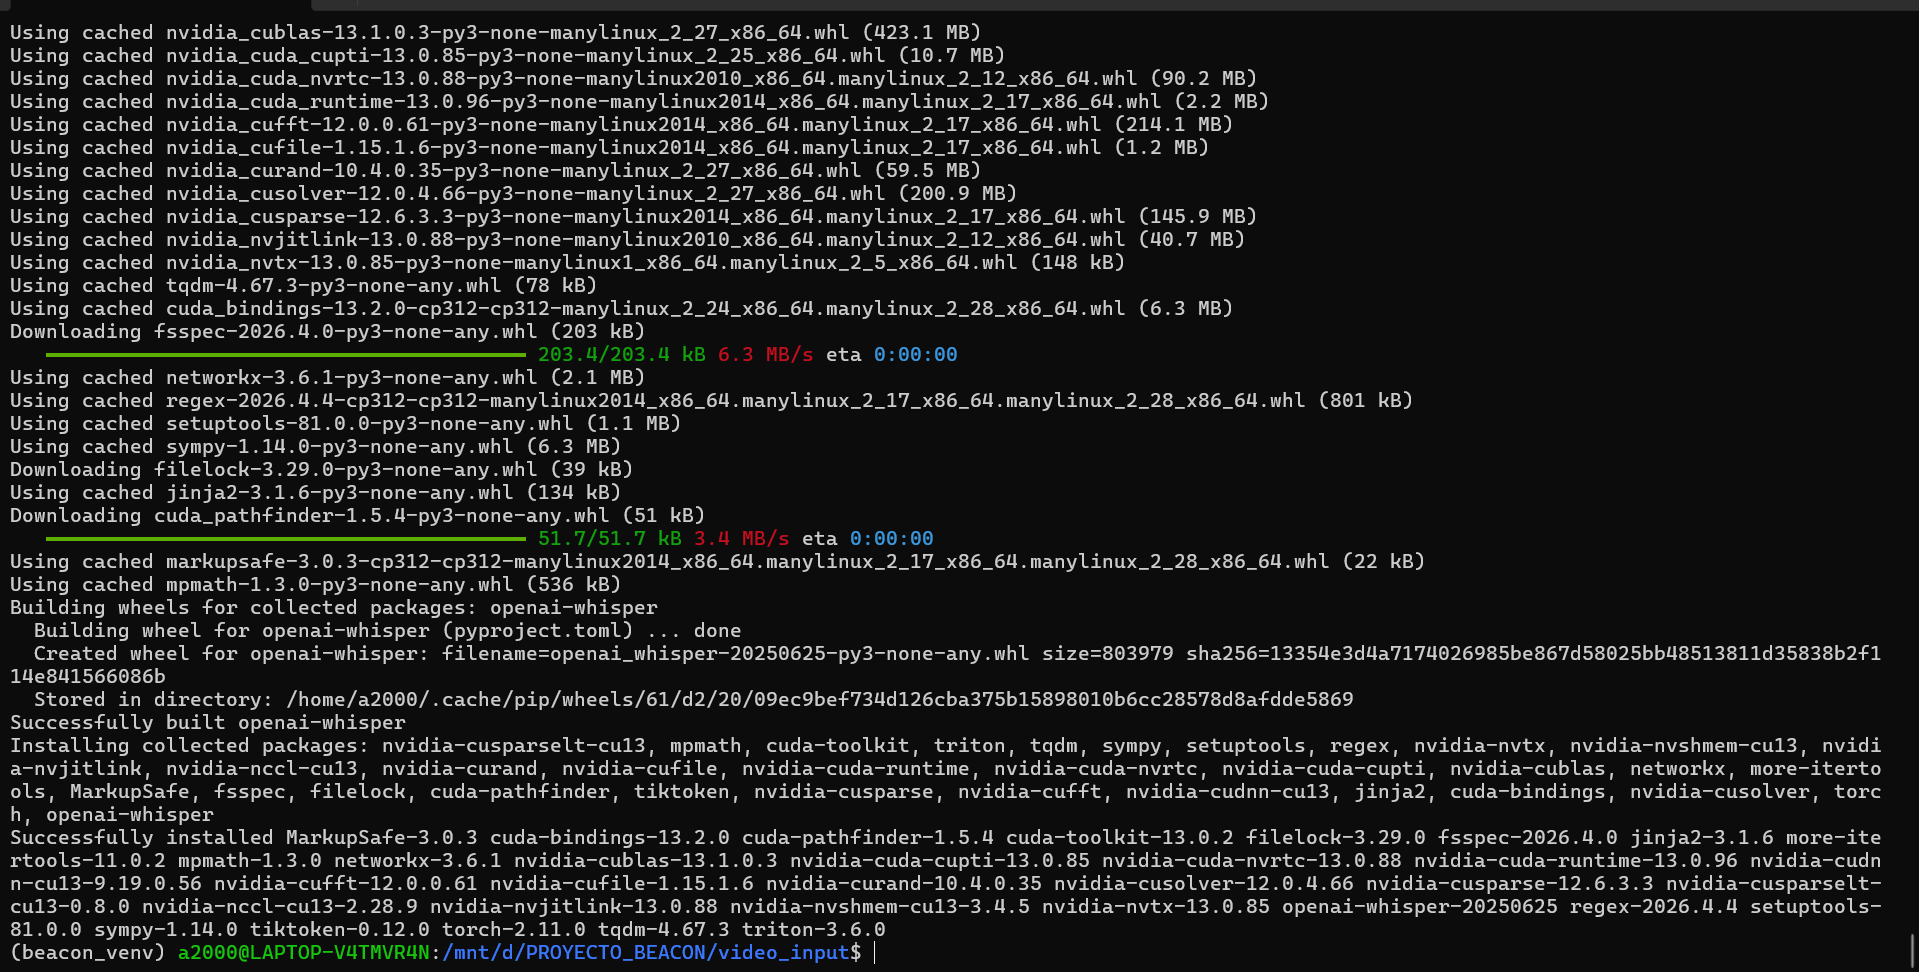 Using cached nvidia_cublas-13.1.0.3-py3-none-manylinux_2_27_x86_64.whl (423.1 MB)
Using cached nvidia_cuda_cupti-13.0.85-py3-none-manylinux_2_25_x86_64.whl (10.7 MB)
Using cached nvidia_cuda_nvrtc-13.0.88-py3-none-manylinux2010_x86_64.manylinux_2_12_x86_64.whl (90.2 MB)
Using cached nvidia_cuda_runtime-13.0.96-py3-none-manylinux2014_x86_64.manylinux_2_17_x86_64.whl (2.2 MB)
Using cached nvidia_cufft-12.0.0.61-py3-none-manylinux2014_x86_64.manylinux_2_17_x86_64.whl (214.1 MB)
Using cached nvidia_cufile-1.15.1.6-py3-none-manylinux2014_x86_64.manylinux_2_17_x86_64.whl (1.2 MB)
Using cached nvidia_curand-10.4.0.35-py3-none-manylinux_2_27_x86_64.whl (59.5 MB)
Using cached nvidia_cusolver-12.0.4.66-py3-none-manylinux_2_27_x86_64.whl (200.9 MB)
Using cached nvidia_cusparse-12.6.3.3-py3-none-manylinux2014_x86_64.manylinux_2_17_x86_64.whl (145.9 MB)
Using cached nvidia_nvjitlink-13.0.88-py3-none-manylinux2010_x86_64.manylinux_2_12_x86_64.whl (40.7 MB)
Using cached nvidia_nvtx-13.0.85-py3-none-manylinux1_x86_64.manylinux_2_5_x86_64.whl (148 kB)
Using cached tqdm-4.67.3-py3-none-any.whl (78 kB)
Using cached cuda_bindings-13.2.0-cp312-cp312-manylinux_2_24_x86_64.manylinux_2_28_x86_64.whl (6.3 MB)
Downloading fsspec-2026.4.0-py3-none-any.whl (203 kB)
203.4/203.4 kB 6.3 MB/s eta 0:00:00
Using cached networkx-3.6.1-py3-none-any.whl (2.1 MB)
Using cached regex-2026.4.4-cp312-cp312-manylinux2014_x86_64.manylinux_2_17_x86_64.manylinux_2_28_x86_64.whl (801 kB)
Using cached setuptools-81.0.0-py3-none-any.whl (1.1 MB)
Using cached sympy-1.14.0-py3-none-any.whl (6.3 MB)
Downloading filelock-3.29.0-py3-none-any.whl (39 kB)
Using cached jinja2-3.1.6-py3-none-any.whl (134 kB)
Downloading cuda_pathfinder-1.5.4-py3-none-any.whl (51 kB)
51.7/51.7 kB 3.4 MB/s eta 0:00:00
Using cached markupsafe-3.0.3-cp312-cp312-manylinux2014_x86_64.manylinux_2_17_x86_64.manylinux_2_28_x86_64.whl (22 kB)
Using cached mpmath-1.3.0-py3-none-any.whl (536 kB)
Building wheels for collected packages: openai-whisper
Building wheel for openai-whisper (pyproject.toml) ... done
Created wheel for openai-whisper: filename=openai_whisper-20250625-py3-none-any.whl size=803979 sha256=13354e3d4a7174026985be867d58025bb48513811d35838b2f1
14e841566086b
Stored in directory: /home/a2000/.cache/pip/wheels/61/d2/20/09ec9bef734d126cba375b15898010b6cc28578d8afdde5869
Successfully built openai-whisper
Installing collected packages: nvidia-cusparselt-cu13, mpmath, cuda-toolkit, triton, tqdm, sympy, setuptools, regex, nvidia-nvtx, nvidia-nvshmem-cu13, nvidi
a-nvjitlink, nvidia-nccl-cu13, nvidia-curand, nvidia-cufile, nvidia-cuda-runtime, nvidia-cuda-nvrtc, nvidia-cuda-cupti, nvidia-cublas, networkx, more-iterto
ols, MarkupSafe, fsspec, filelock, cuda-pathfinder, tiktoken, nvidia-cusparse, nvidia-cufft, nvidia-cudnn-cu13, jinja2, cuda-bindings, nvidia-cusolver, torc
h, openai-whisper
Successfully installed MarkupSafe-3.0.3 cuda-bindings-13.2.0 cuda-pathfinder-1.5.4 cuda-toolkit-13.0.2 filelock-3.29.0 fsspec-2026.4.0 jinja2-3.1.6 more-ite
rtools-11.0.2 mpmath-1.3.0 networkx-3.6.1 nvidia-cublas-13.1.0.3 nvidia-cuda-cupti-13.0.85 nvidia-cuda-nvrtc-13.0.88 nvidia-cuda-runtime-13.0.96 nvidia-cudn
n-cu13-9.19.0.56 nvidia-cufft-12.0.0.61 nvidia-cufile-1.15.1.6 nvidia-curand-10.4.0.35 nvidia-cusolver-12.0.4.66 nvidia-cusparse-12.6.3.3 nvidia-cusparselt-
cu13-0.8.0 nvidia-nccl-cu13-2.28.9 nvidia-nvjitlink-13.0.88 nvidia-nvshmem-cu13-3.4.5 nvidia-nvtx-13.0.85 openai-whisper-20250625 regex-2026.4.4 setuptools-
81.0.0 sympy-1.14.0 tiktoken-0.12.0 torch-2.11.0 tqdm-4.67.3 triton-3.6.0
(beacon_venv) a2000@LAPTOP-V4TMVR4N:/mnt/d/PROYECTO_BEACON/video_input$